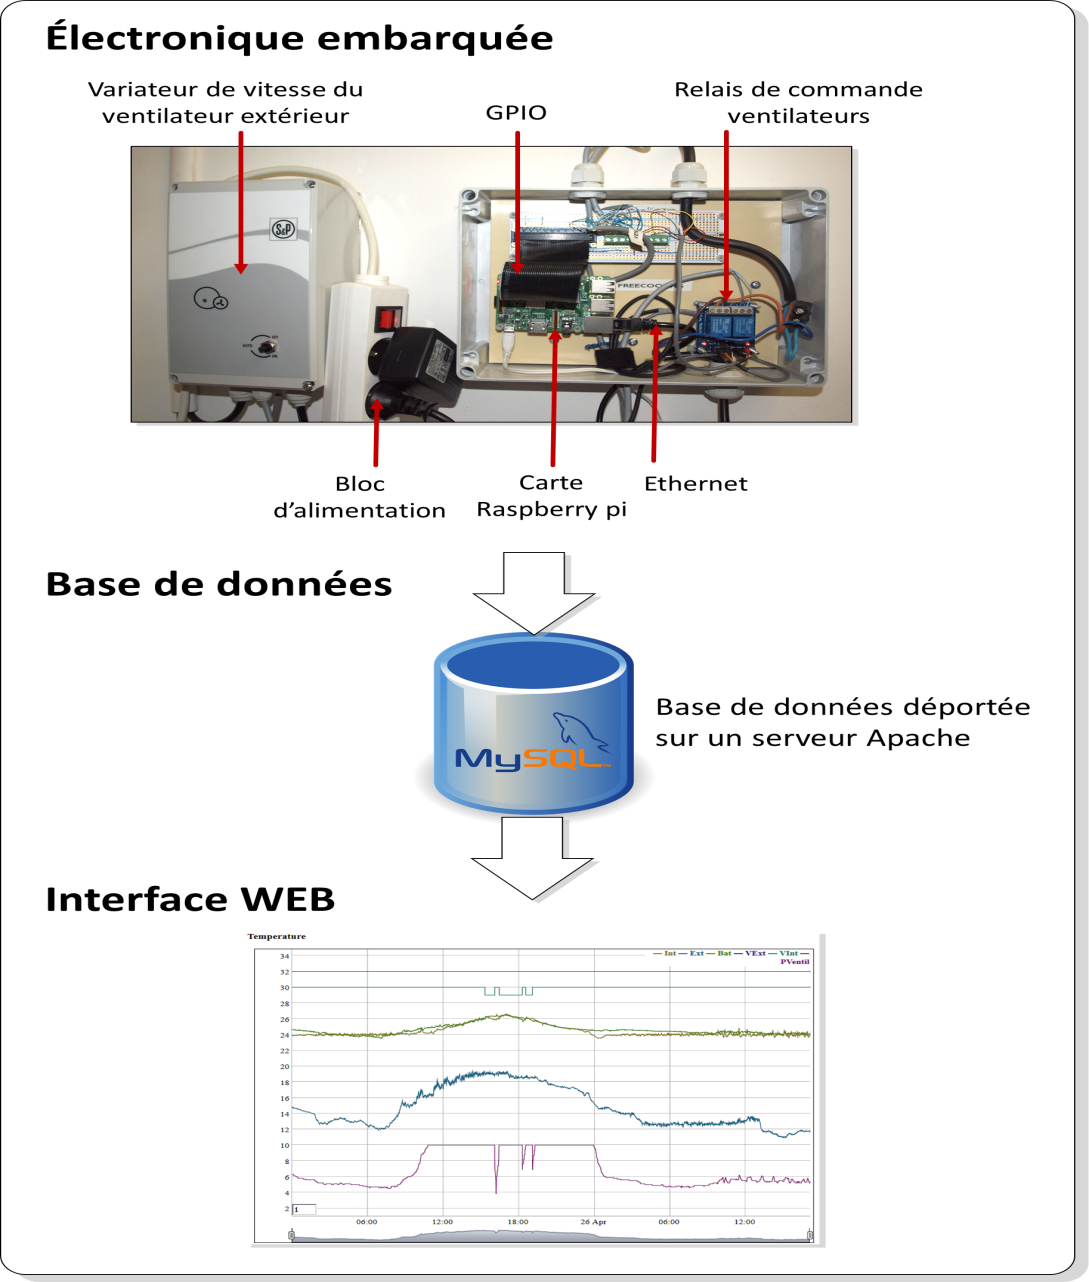 Électronique embarquée
Variateur de vitesse du
ventilateur extérieur
GPIO
Relais de commande
ventilateurs
S&P
FREECOO
Bloc
d’alimentation
Carte
Raspberry pi
Ethernet
Base de données
MySQL
Base de données déportée
sur un serveur Apache
Interface WEB
Temperature
Int Ext Bat VExt VInt
PVentil
34
32
30
28
26
24
22
20
18
16
14
12
10
8
6
4
2
1
06:00 12:00 18:00 26 Apr 06:00 12:00